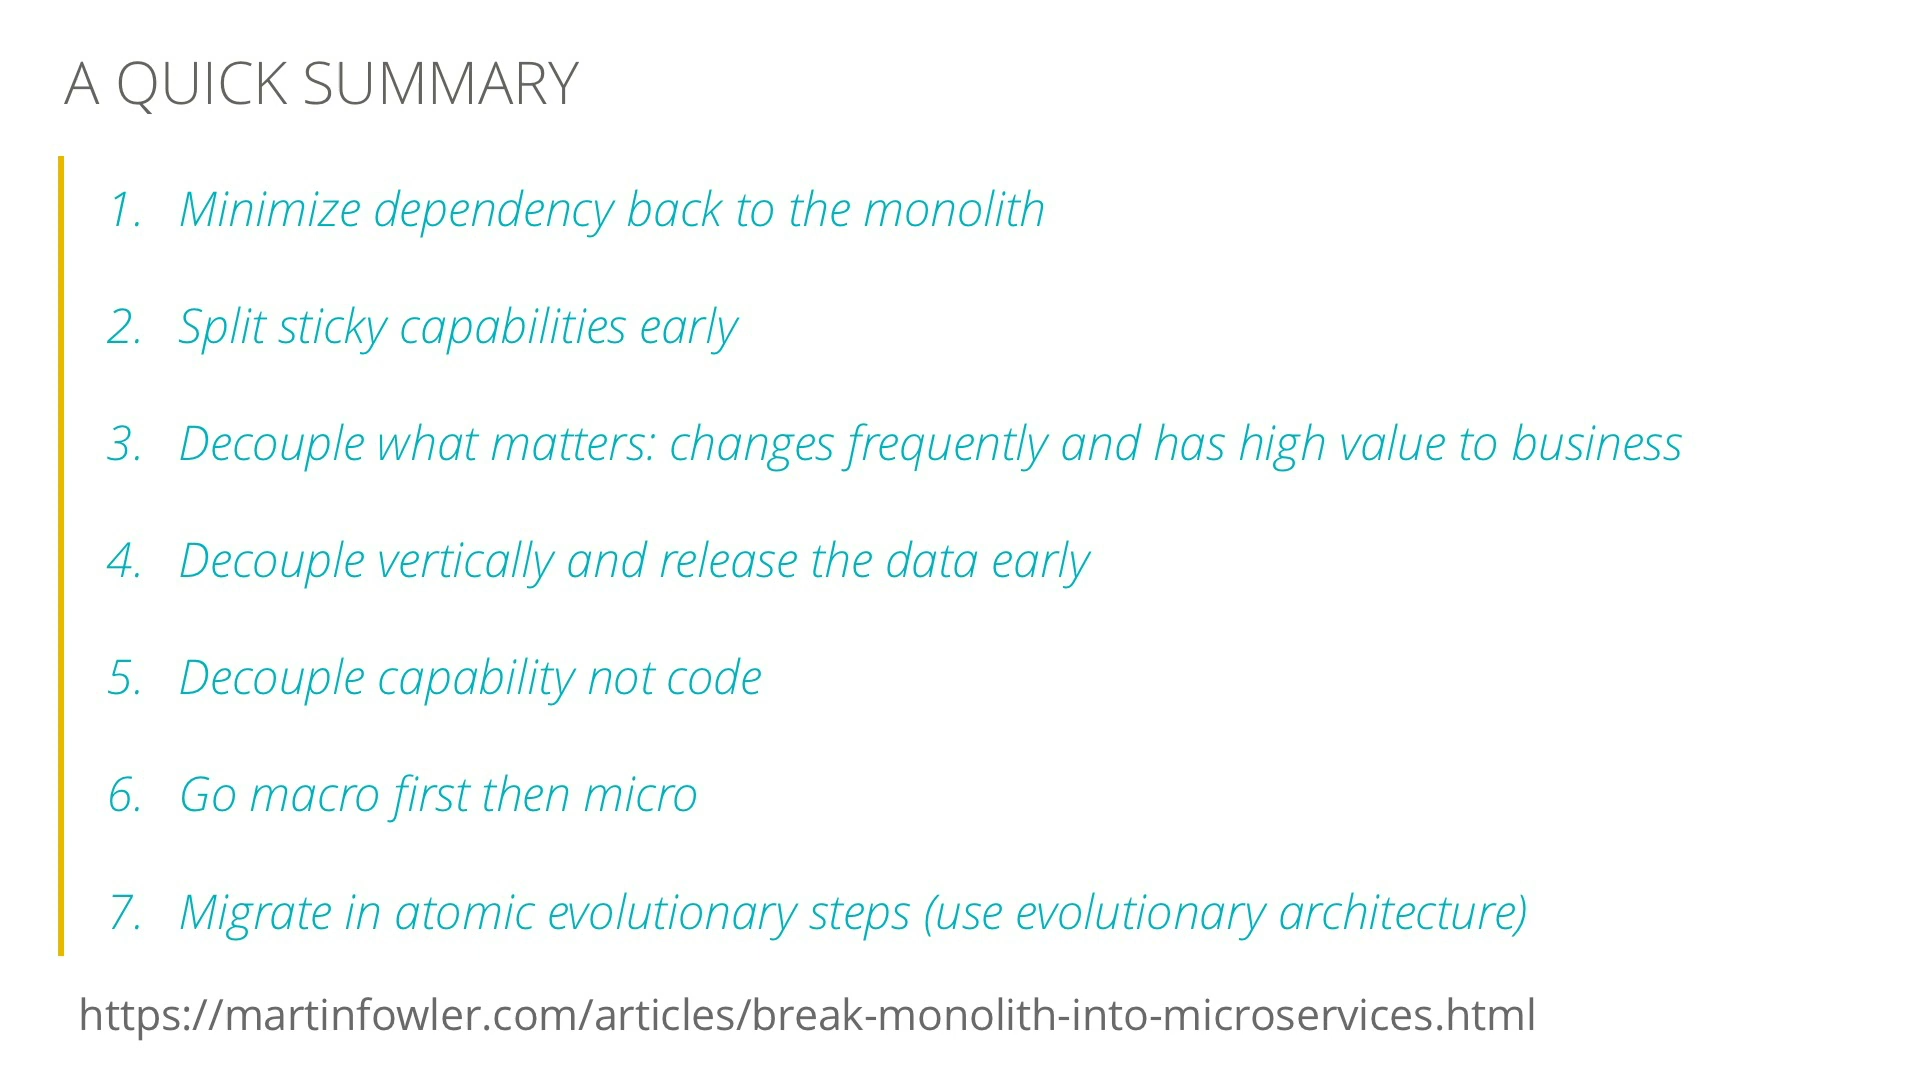 A QUICK SUMMARY
1. Minimize dependency back to the monolith
2. Split sticky capabilities early
3. Decouple what matters: changes frequently and has high value to business
4. Decouple vertically and release the data early
5. Decouple capability not code
6. Go macro first then micro
7. Migrate in atomic evolutionary steps (use evolutionary architecture)
https://martinfowler.com/articles/break-monolith-into-microservices.html